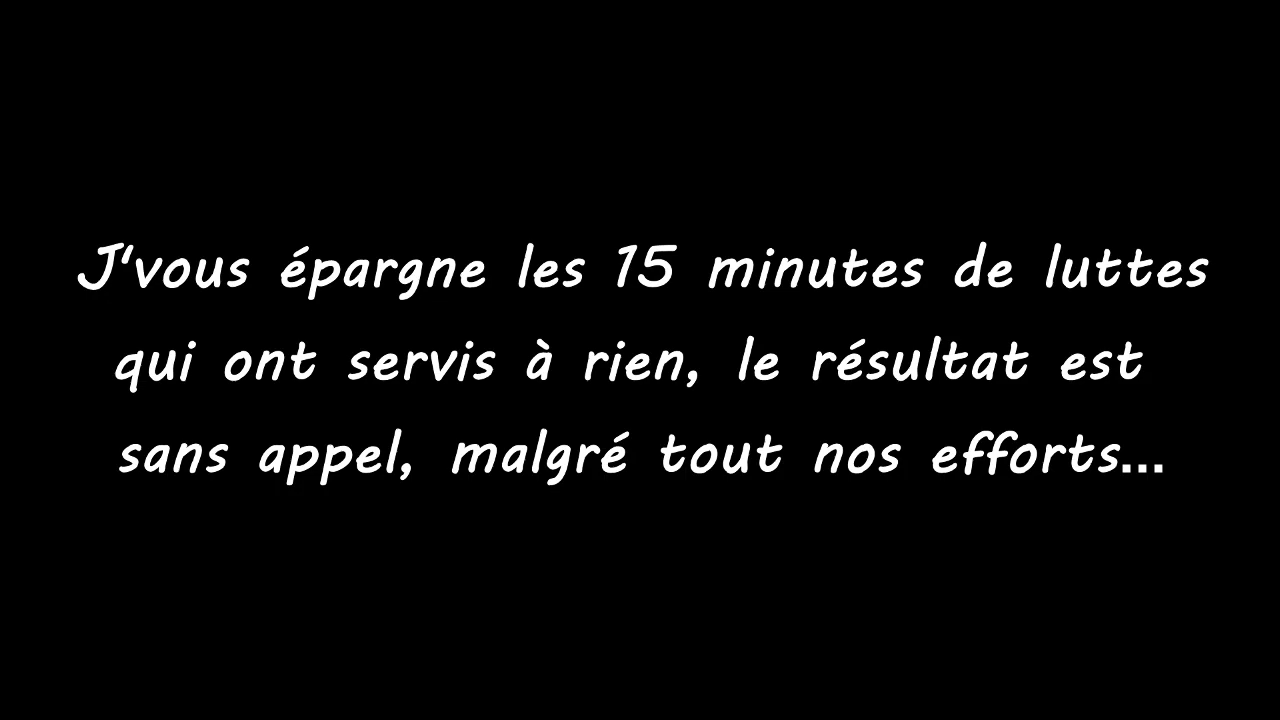 J'vous épargne les 15 minutes de luttes
qui ont servis à rien, le résultat est
sans appel, malgré tout nos efforts...